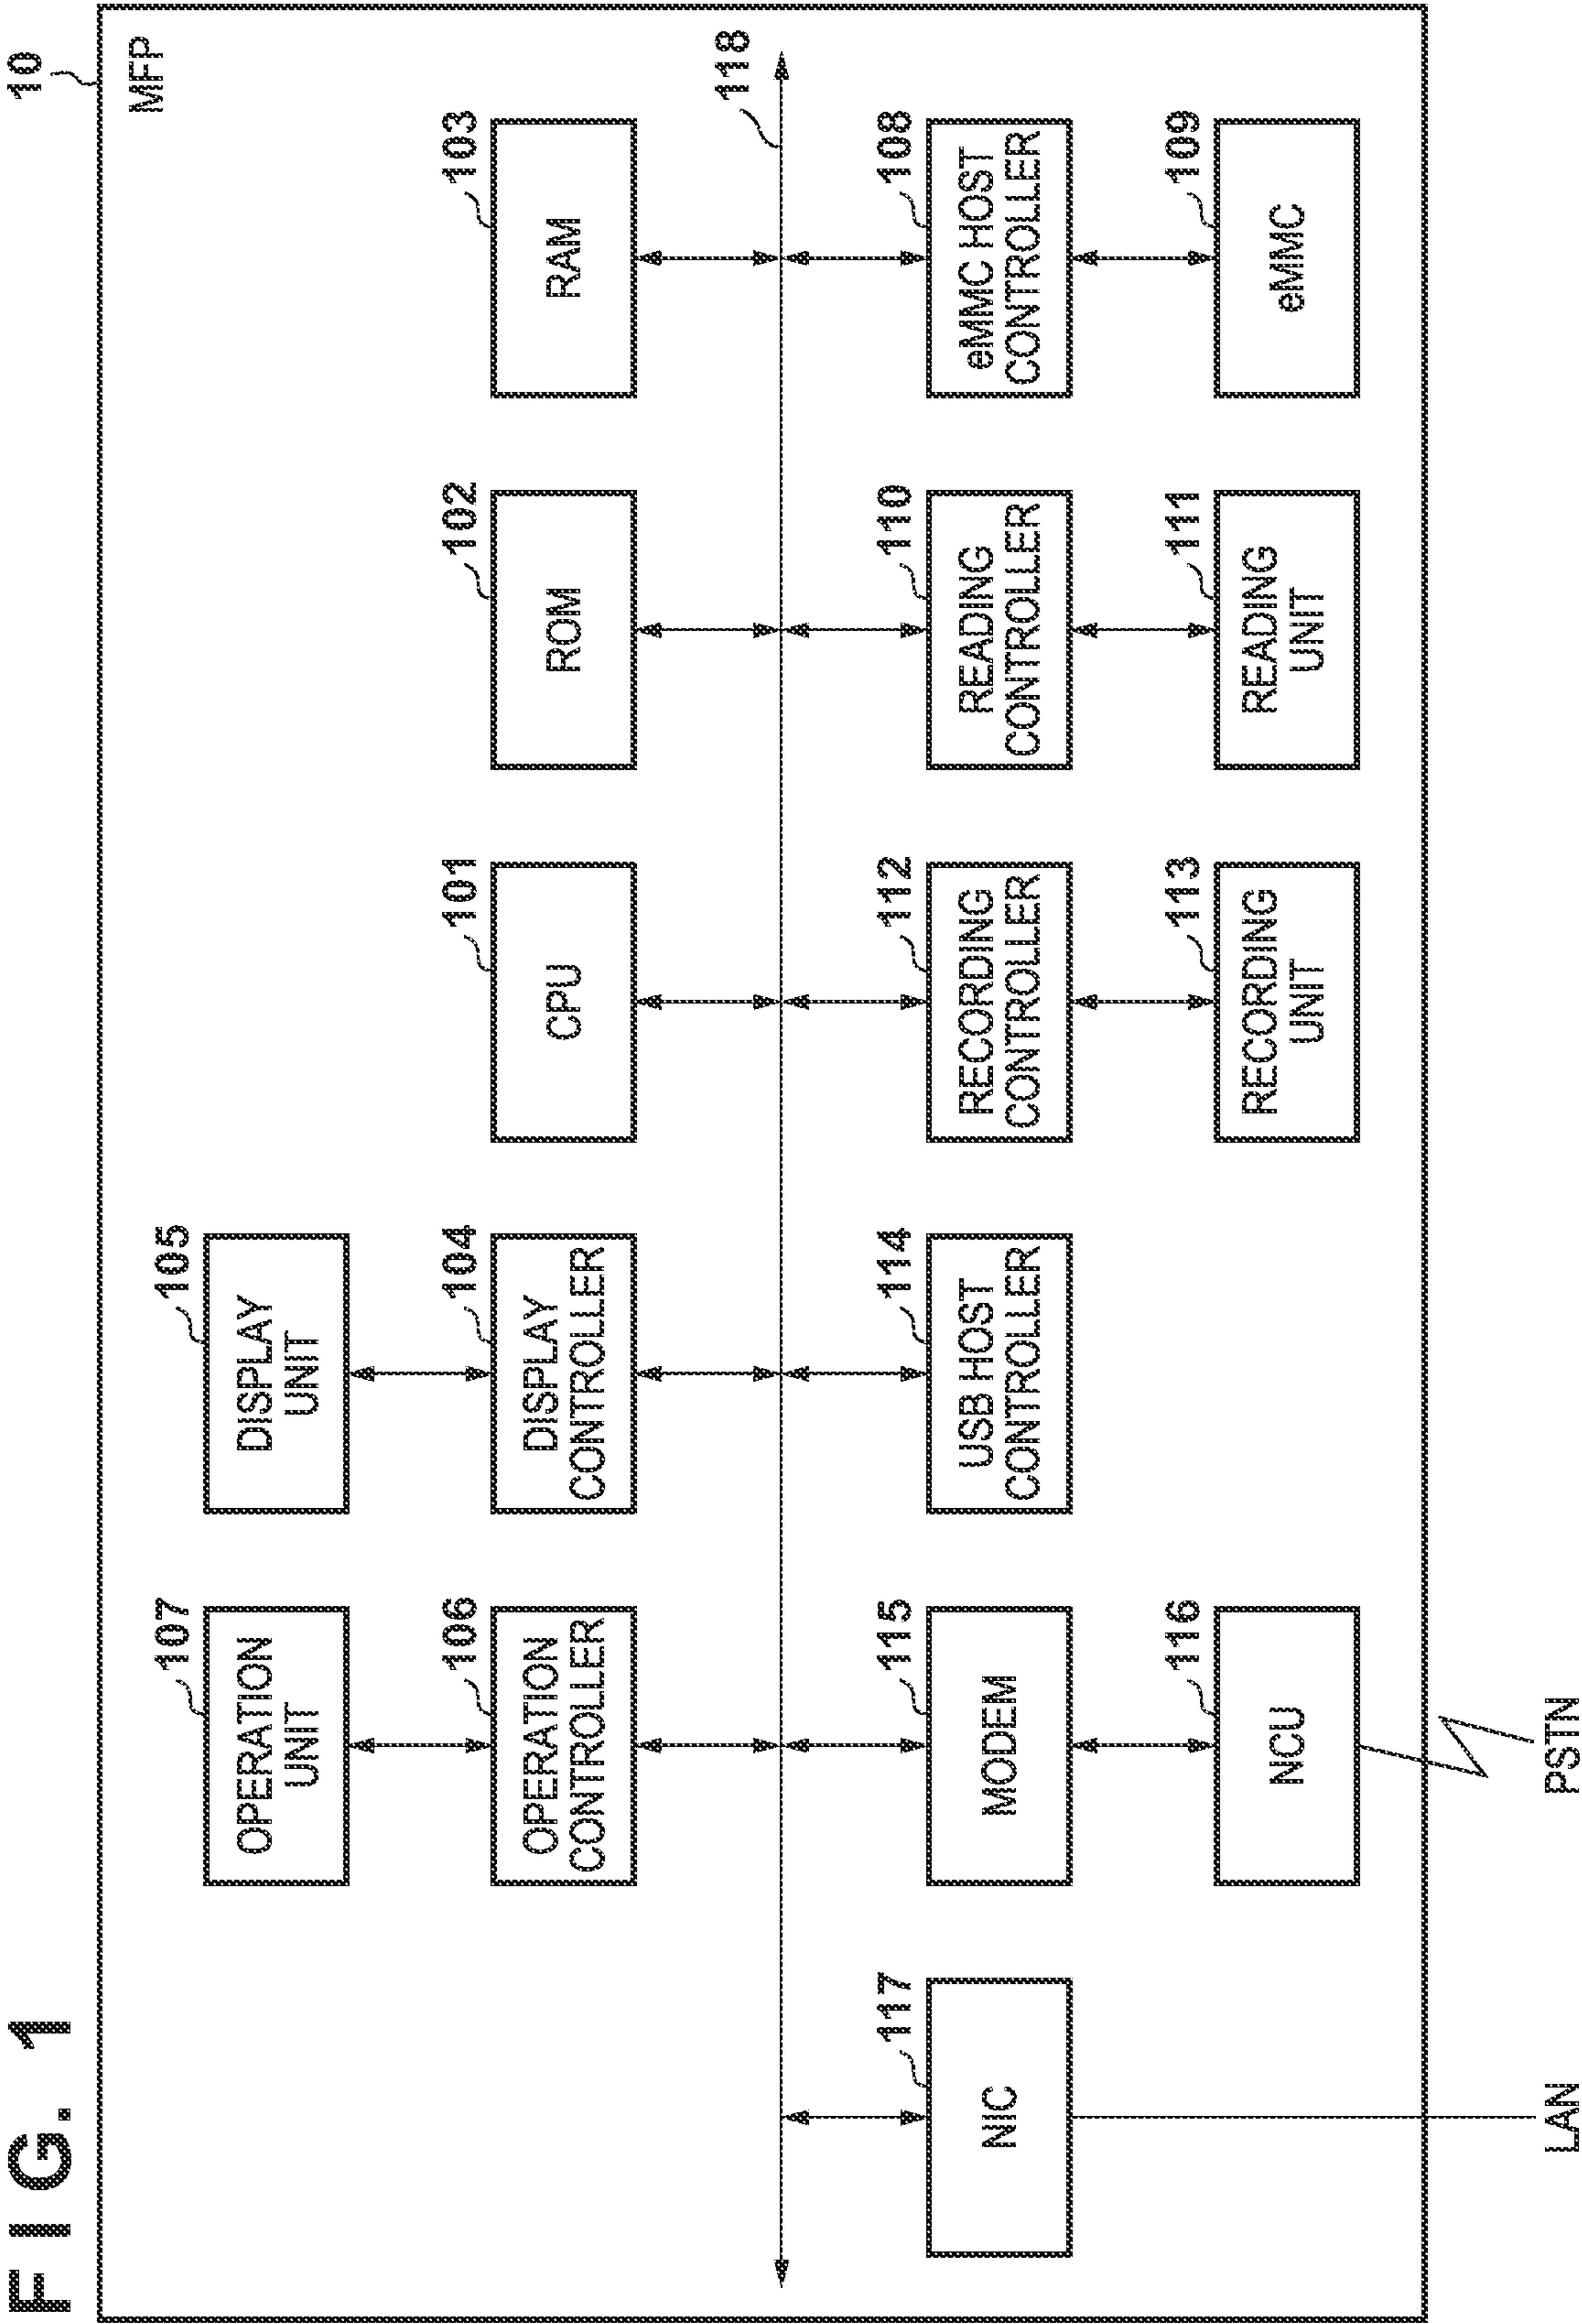 FIG. 1
10
MFP
107
OPERATION
UNIT
105
DISPLAY
UNIT
106
OPERATION
CONTROLLER
104
DISPLAY
CONTROLLER
101
CPU
102
ROM
103
RAM
118
117
NIC
115
MODEM
114
USB HOST
CONTROLLER
112
RECORDING
CONTROLLER
110
READING
CONTROLLER
108
eMMC HOST
CONTROLLER
116
NCU
113
RECORDING
UNIT
111
READING
UNIT
109
eMMC
LAN
PSTN